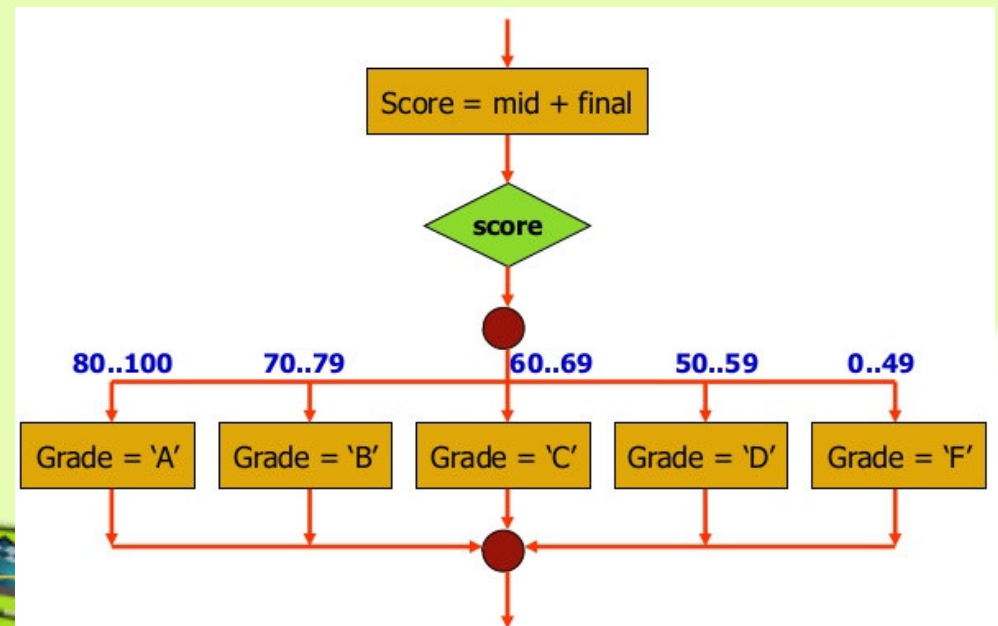 Score = mid + final
score
80..100 70..79 60..69 50..59 0..49
Grade = ‘A’ Grade = ‘B’ Grade = ‘C’ Grade = ‘D’ Grade = ‘F’